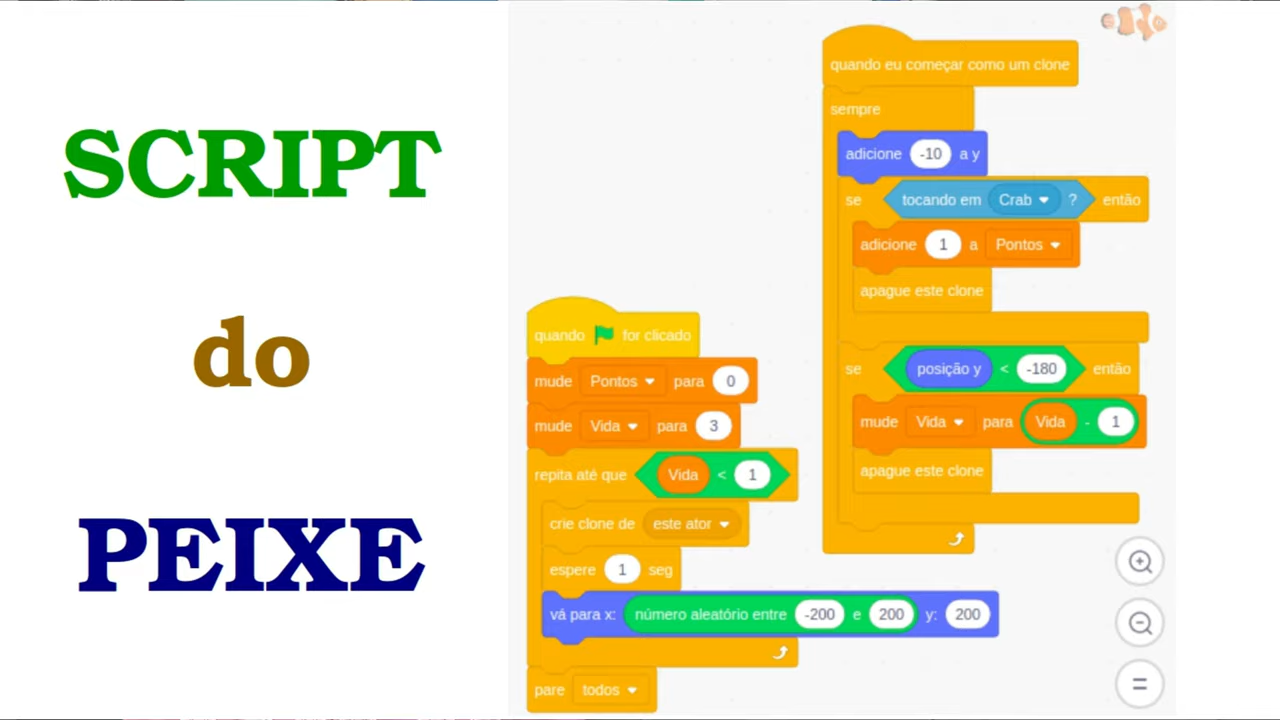 SCRIPT
do
PEIXE
quando for clicado
mude Pontos para 0
mude Vida para 3
repita até que Vida < 1
crie clone de este ator
espere 1 seg
vá para x: número aleatório entre -200 e 200 y: 200
pare todos
quando eu começar como um clone
sempre
adicione -10 a y
se tocando em Crab ? então
adicione 1 a Pontos
apague este clone
se posição y < -180 então
mude Vida para Vida - 1
apague este clone